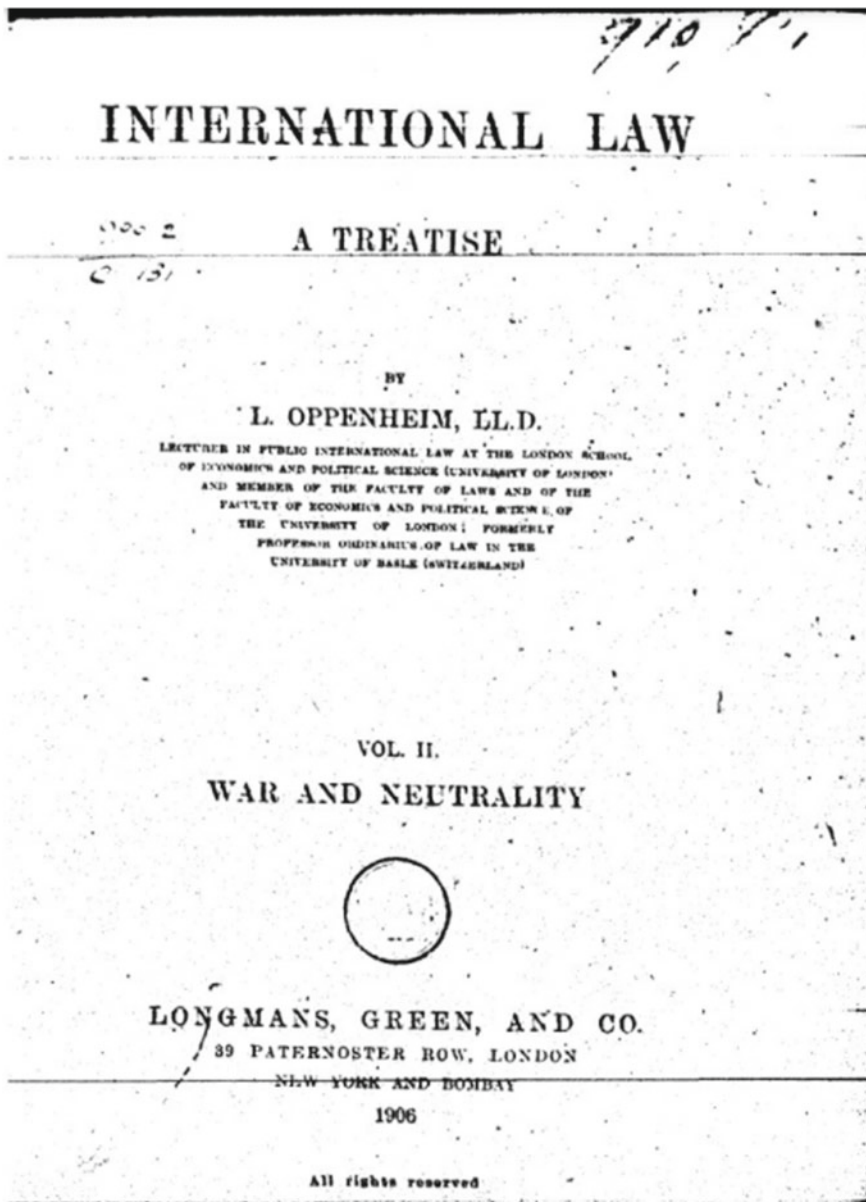 INTERNATIONAL LAW
A TREATISE
BY
L. OPPENHEIM, LL.D.
LECTURER IN PUBLIC INTERNATIONAL LAW AT THE LONDON SCHOOL
OF ECONOMICS AND POLITICAL SCIENCE (UNIVERSITY OF LONDON)
AND MEMBER OF THE FACULTY OF LAWS AND OF THE
FACULTY OF ECONOMICS AND POLITICAL SCIENCE OF
THE UNIVERSITY OF LONDON; FORMERLY
PROFESSOR ORDINARIUS OF LAW IN THE
UNIVERSITY OF BASLE (SWITZERLAND)
VOL. II.
WAR AND NEUTRALITY
LONGMANS, GREEN, AND CO.
39 PATERNOSTER ROW, LONDON
NEW YORK AND BOMBAY
1906
All rights reserved